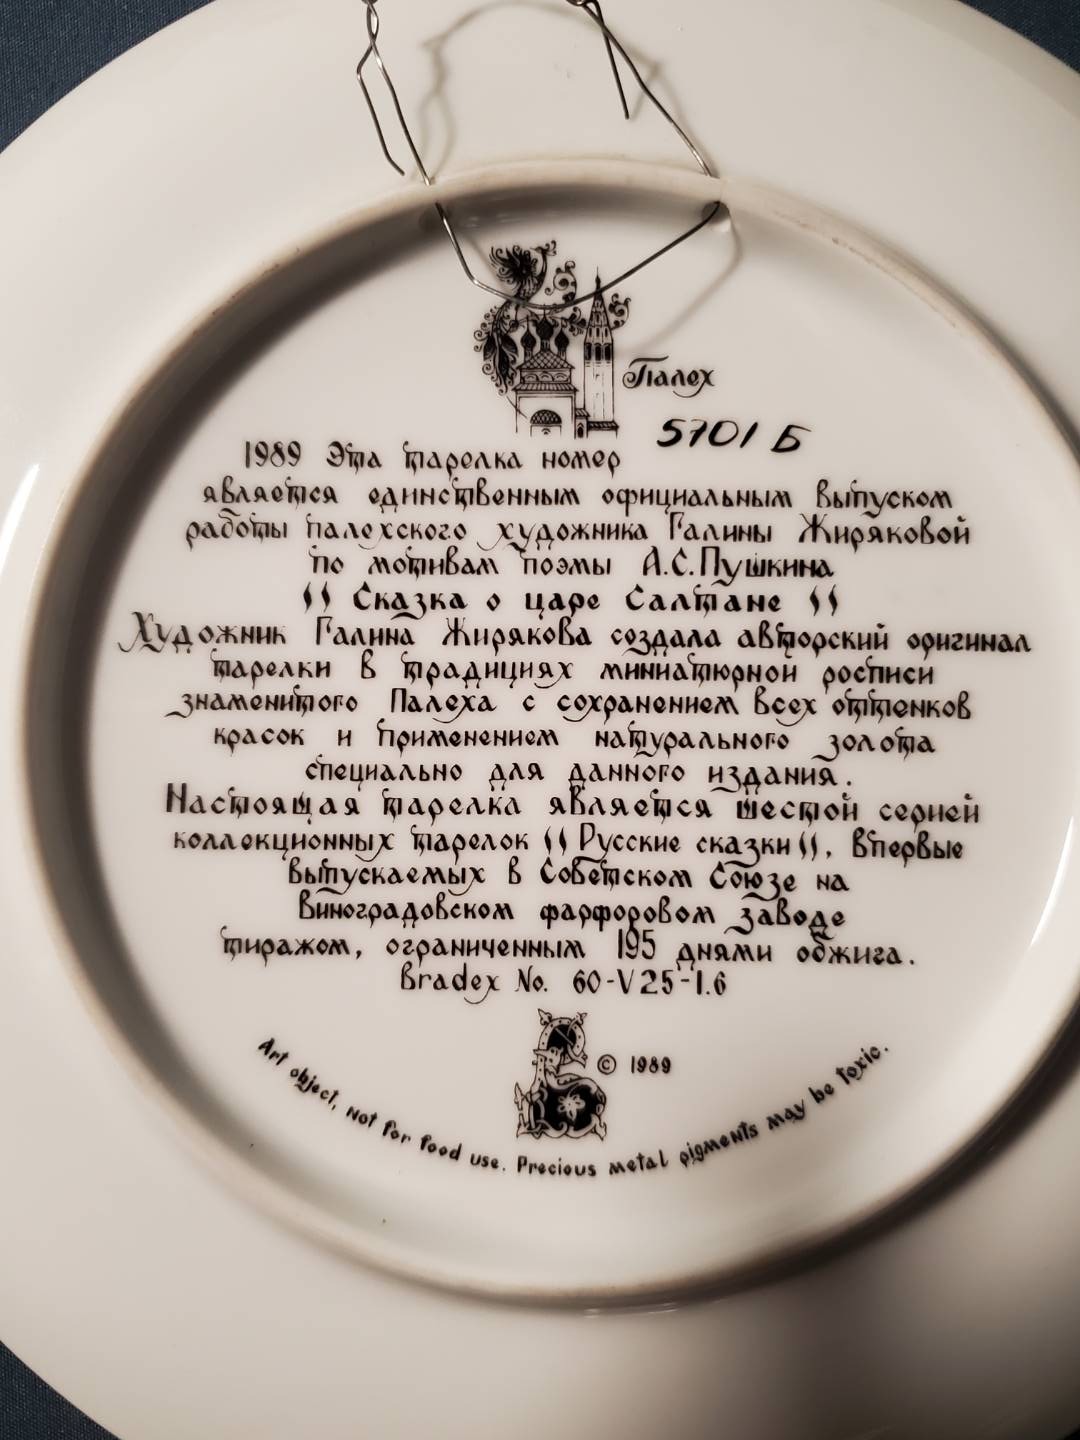 Палех
5701 Б
1989 Эта тарелка номер
является единственным официальным выпуском
работы палехского художника Галины Жиряковой
по мотивам поэмы А.С.Пушкина
"Сказка о царе Салтане"
Художник Галина Жирякова создала авторский оригинал
тарелки в традициях миниатюрной росписи
знаменитого Палеха с сохранением всех оттенков
красок и применением натурального золота
специально для данного издания.
Настоящая тарелка является шестой серией
коллекционных тарелок "Русские сказки", впервые
выпускаемых в Советском Союзе на
Виноградовском фарфоровом заводе
тиражом, ограниченным 195 днями обжига.
Bradex No. 60-V25-1.6
© 1989
Art object, not for food use. Precious metal pigments may be toxic.